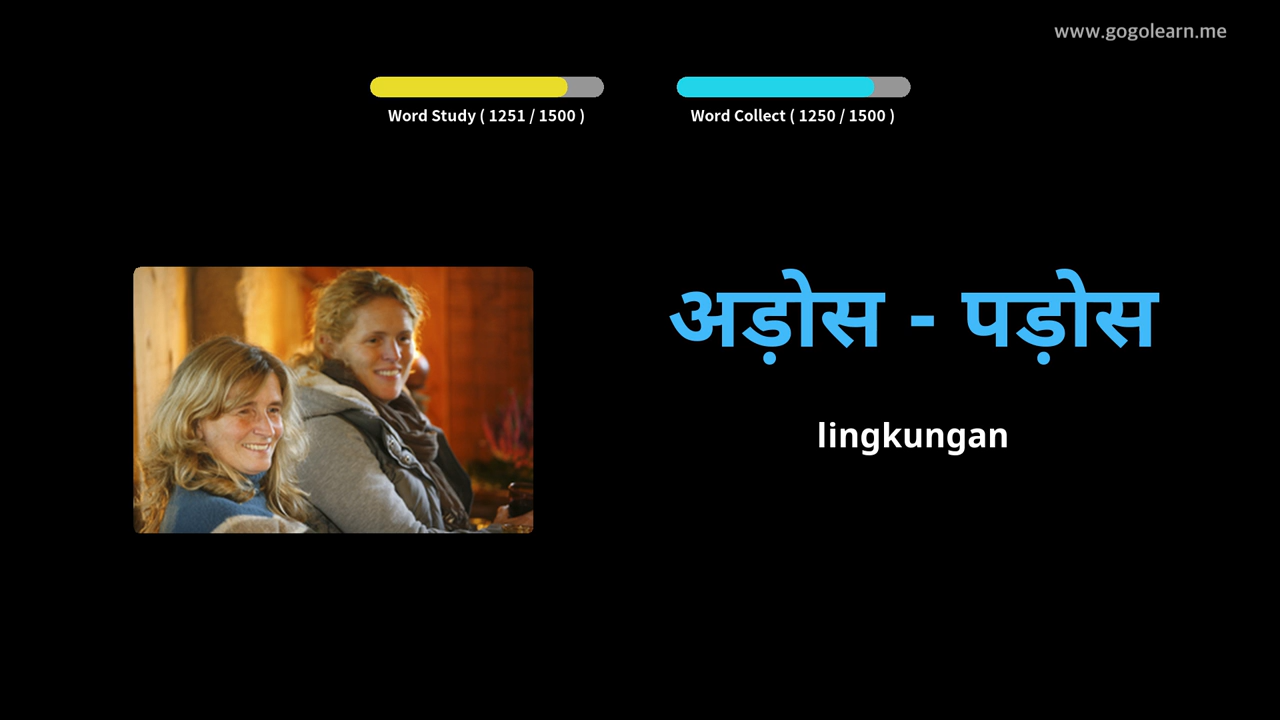 www.gogolearn.me
Word Study ( 1251 / 1500 )
Word Collect ( 1250 / 1500 )
अड़ोस - पड़ोस
lingkungan